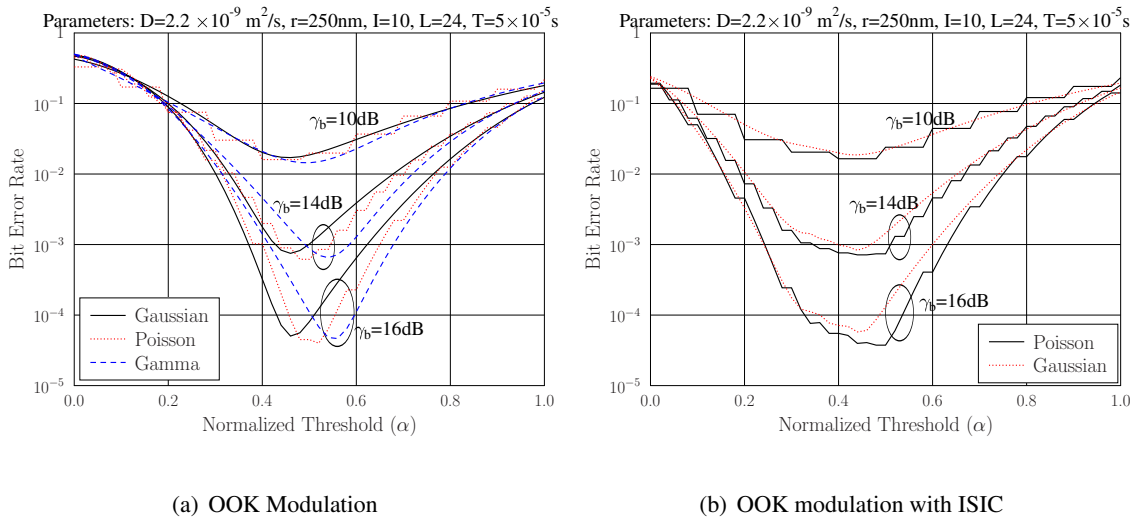 Parameters: D=2.2 ×10⁻⁹ m²/s, r=250nm, I=10, L=24, T=5×10⁻⁵s
1
10⁻¹
10⁻²
10⁻³
10⁻⁴
10⁻⁵
Bit Error Rate
γb=10dB
γb=14dB
γb=16dB
Gaussian
Poisson
Gamma
0.0 0.2 0.4 0.6 0.8 1.0
Normalized Threshold (α)
(a) OOK Modulation
Parameters: D=2.2×10⁻⁹ m²/s, r=250nm, I=10, L=24, T=5×10⁻⁵s
1
10⁻¹
10⁻²
10⁻³
10⁻⁴
10⁻⁵
Bit Error Rate
γb=10dB
γb=14dB
γb=16dB
Poisson
Gaussian
0.0 0.2 0.4 0.6 0.8 1.0
Normalized Threshold (α)
(b) OOK modulation with ISIC